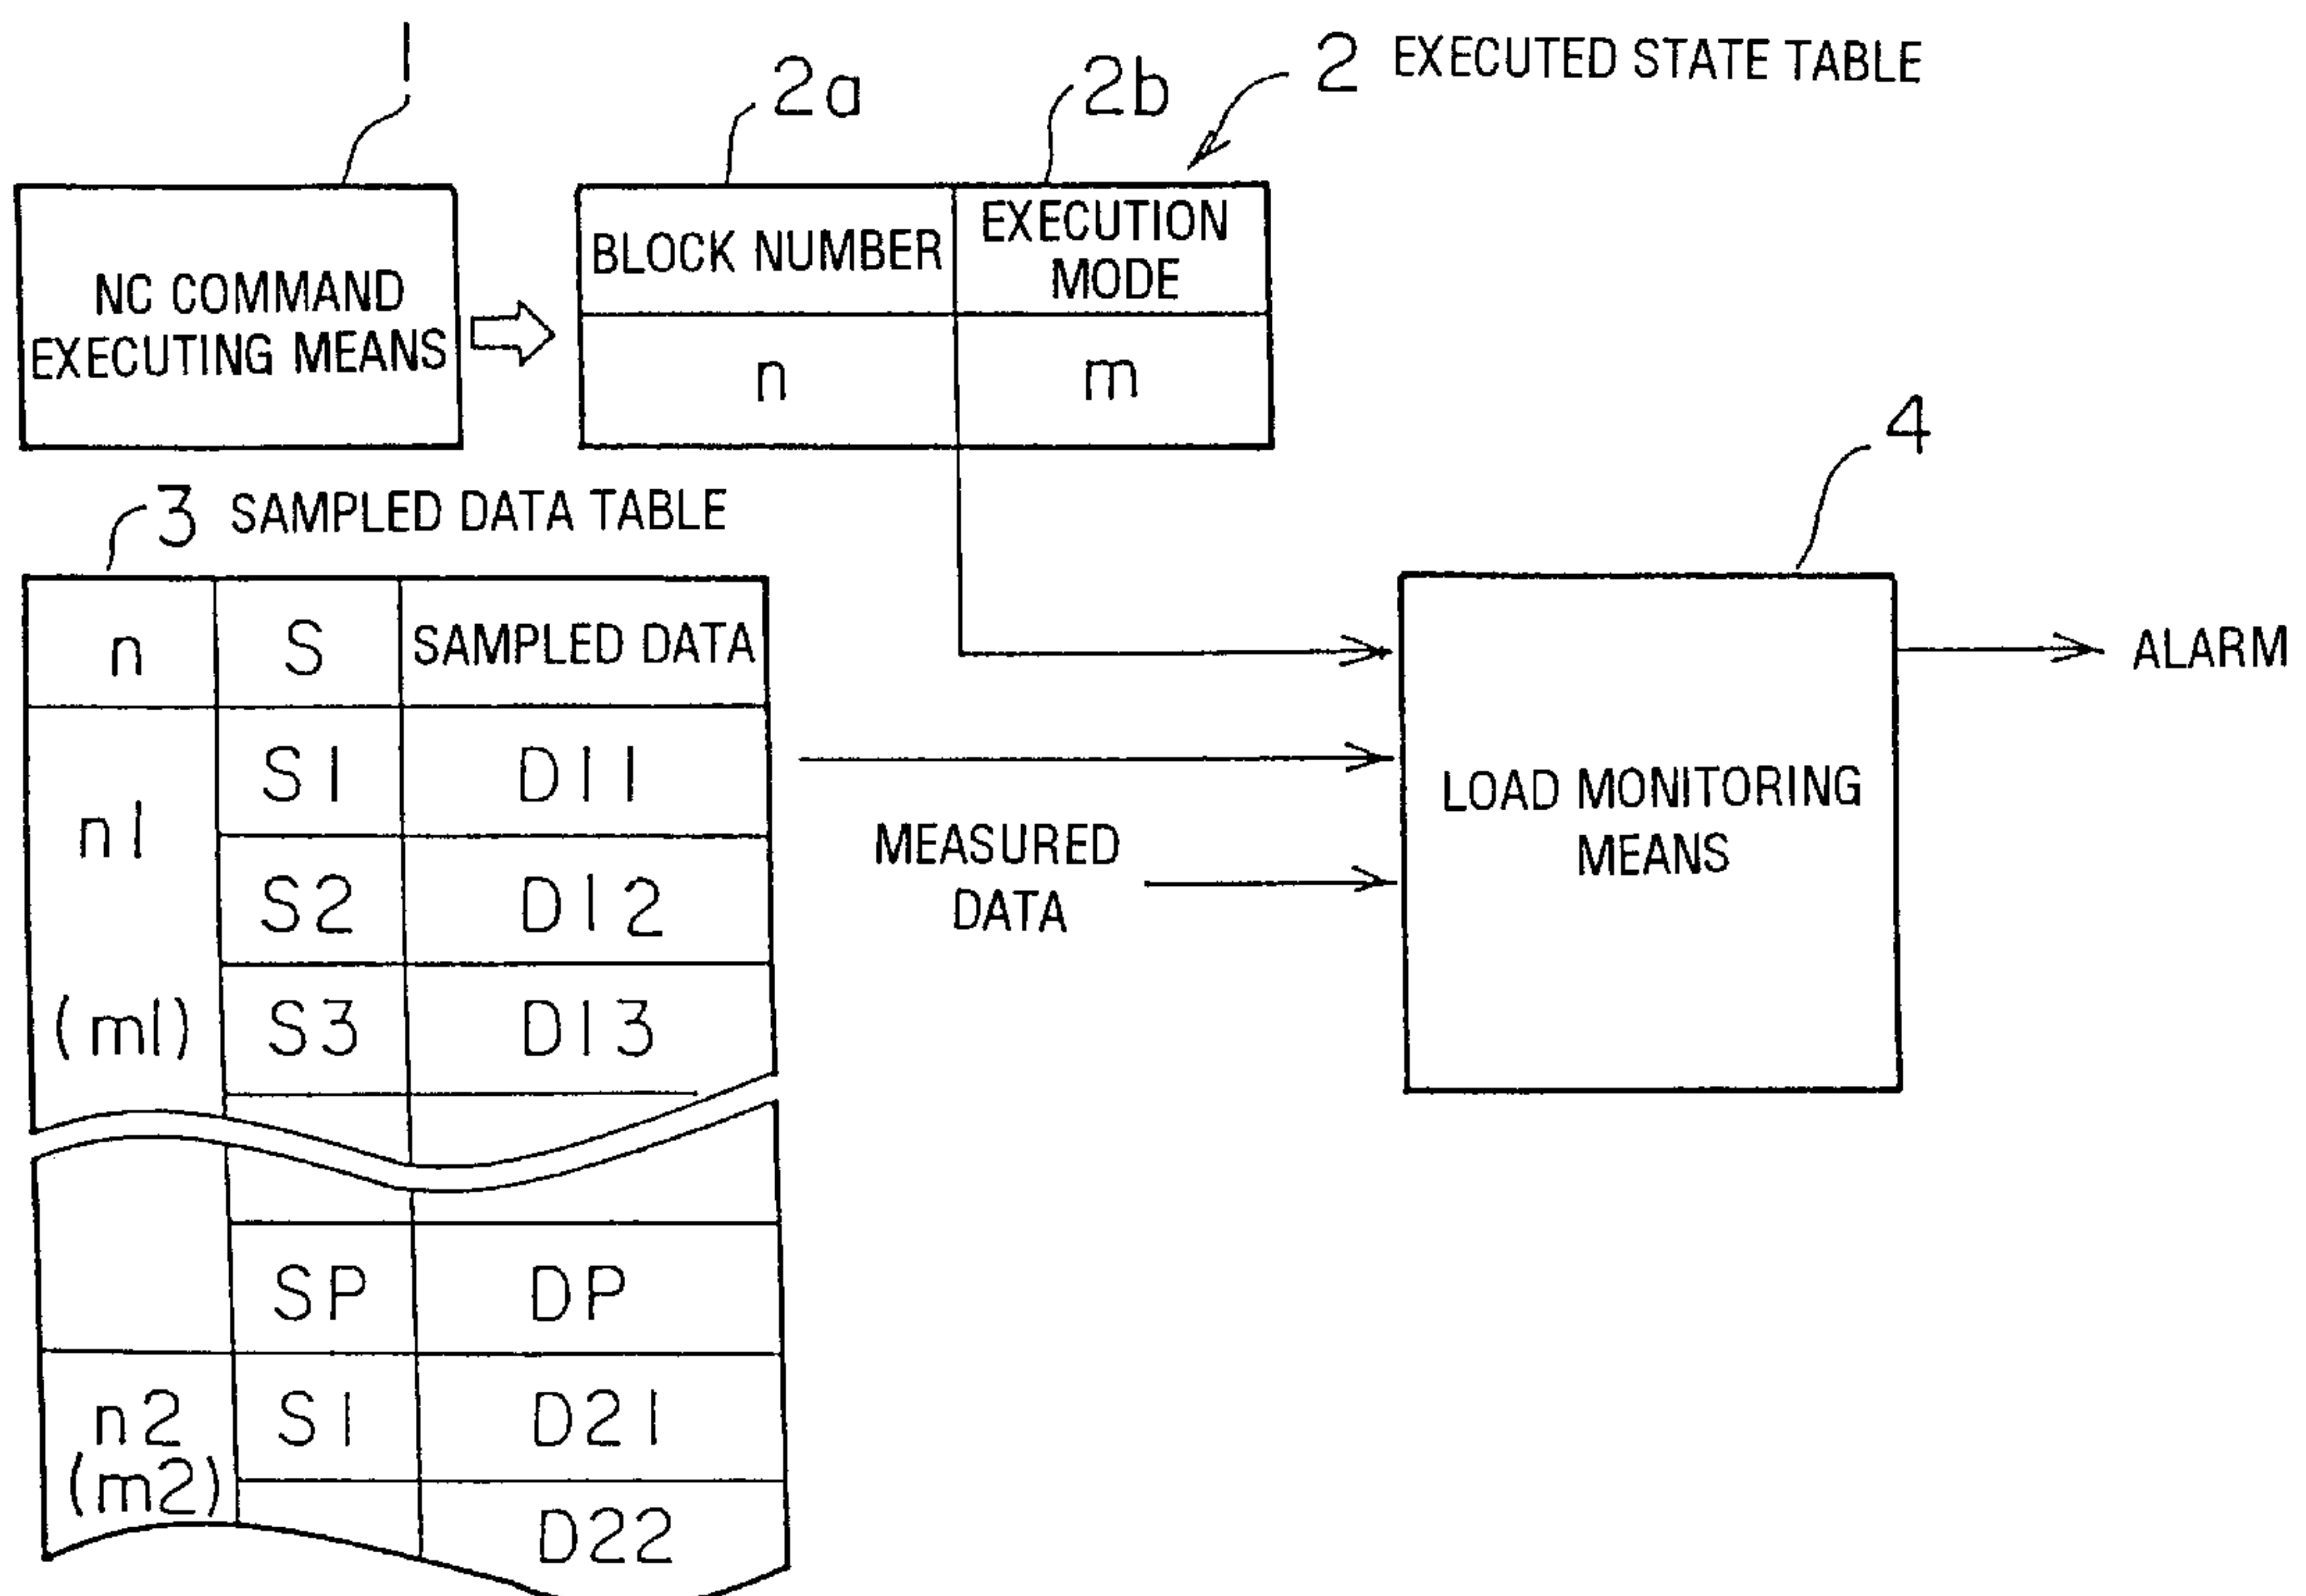 1
2a
2b
2 EXECUTED STATE TABLE
NC COMMAND
EXECUTING MEANS
BLOCK NUMBER
EXECUTION
MODE
n
m
3 SAMPLED DATA TABLE
4
n
S
SAMPLED DATA
n1
(m1)
S1
D11
S2
D12
S3
D13
SP
DP
n2
(m2)
S1
D21
D22
MEASURED
DATA
LOAD MONITORING
MEANS
ALARM